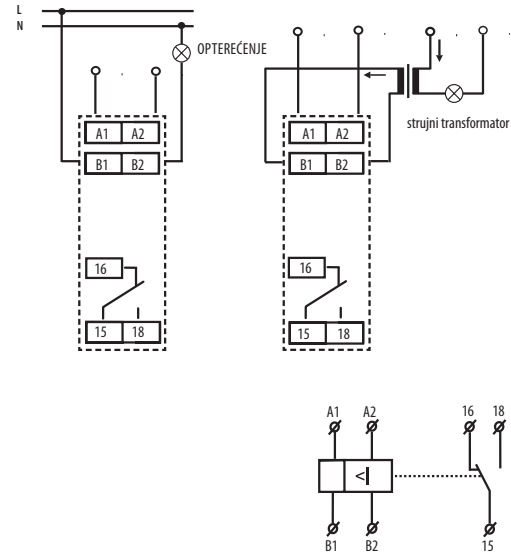 L
N
OPTEREĆENJE
A1 A2
B1 B2
16
15 18
strujni transformator
A1 A2
B1 B2
16
15 18
A1 A2 16 18
<I
B1 B2 15